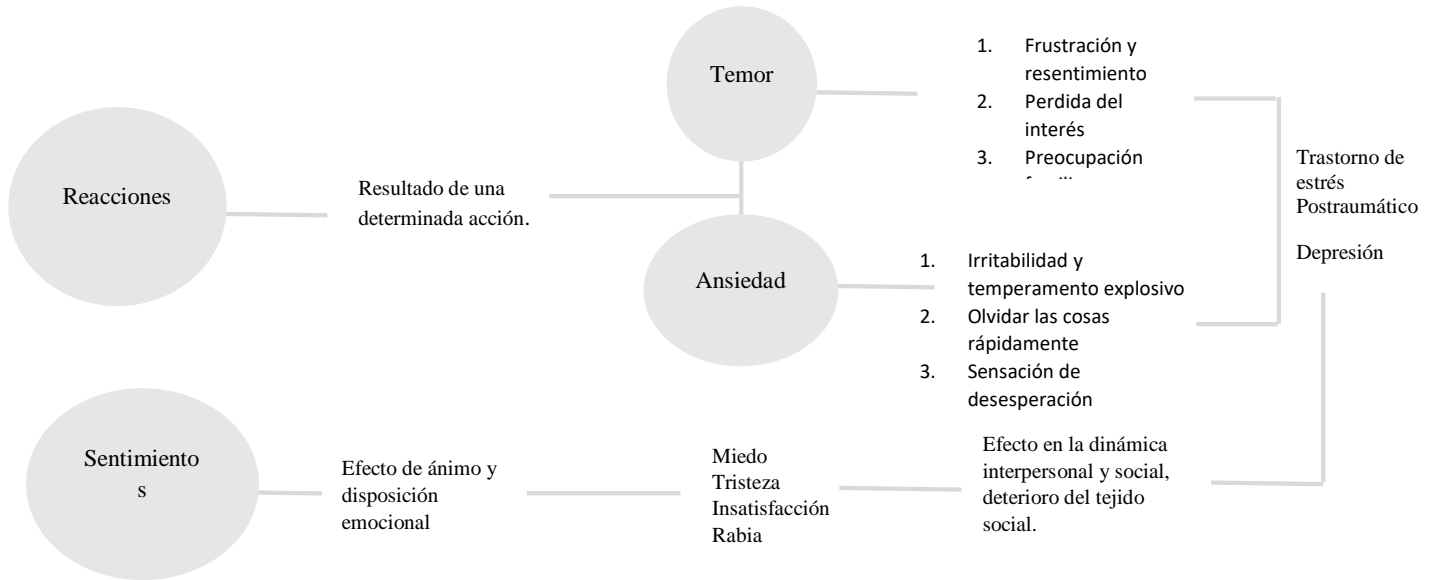 Reacciones
Resultado de una
determinada acción.
Temor
1. Frustración y
resentimiento
2. Perdida del
interés
3. Preocupación
Ansiedad
1. Irritabilidad y
temperamento explosivo
2. Olvidar las cosas
rápidamente
3. Sensación de
desesperación
Trastorno de
estrés
Postraumático
Depresión
Sentimiento
s
Efecto de ánimo y
disposición
emocional
Miedo
Tristeza
Insatisfacción
Rabia
Efecto en la dinámica
interpersonal y social,
deterioro del tejido
social.